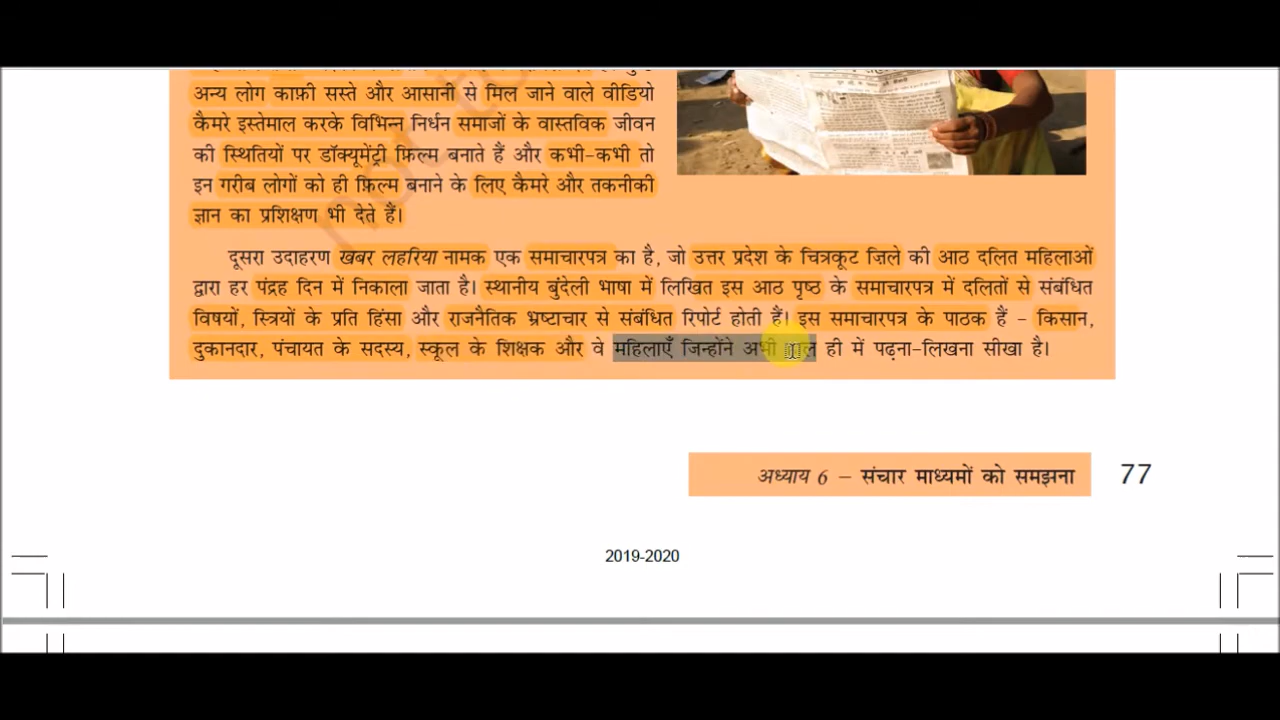 अन्य लोग काफ़ी सस्ते और आसानी से मिल जाने वाले वीडियो
कैमरे इस्तेमाल करके विभिन्न निर्धन समाजों के वास्तविक जीवन
की स्थितियों पर डॉक्यूमेंट्री फ़िल्म बनाते हैं और कभी-कभी तो
इन गरीब लोगों को ही फ़िल्म बनाने के लिए कैमरे और तकनीकी
ज्ञान का प्रशिक्षण भी देते हैं।
दूसरा उदाहरण खबर लहरिया नामक एक समाचारपत्र का है, जो उत्तर प्रदेश के चित्रकूट ज़िले की आठ दलित महिलाओं
द्वारा हर पंद्रह दिन में निकाला जाता है। स्थानीय बुंदेली भाषा में लिखित इस आठ पृष्ठ के समाचारपत्र में दलितों से संबंधित
विषयों, स्त्रियों के प्रति हिंसा और राजनैतिक भ्रष्टाचार से संबंधित रिपोर्ट होती हैं। इस समाचारपत्र के पाठक हैं – किसान,
दुकानदार, पंचायत के सदस्य, स्कूल के शिक्षक और वे महिलाएँ जिन्होंने अभी हाल ही में पढ़ना-लिखना सीखा है।
अध्याय 6 – संचार माध्यमों को समझना 77
2019-2020